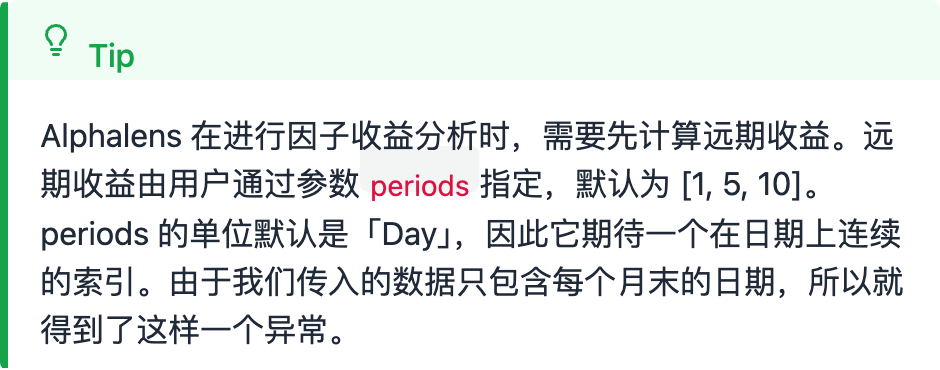 Tip
Alphalens 在进行因子收益分析时，需要先计算远期收益。远
期收益由用户通过参数 periods 指定，默认为 [1, 5, 10]。
periods 的单位默认是「Day」，因此它期待一个在日期上连续
的索引。由于我们传入的数据只包含每个月末的日期，所以就
得到了这样一个异常。